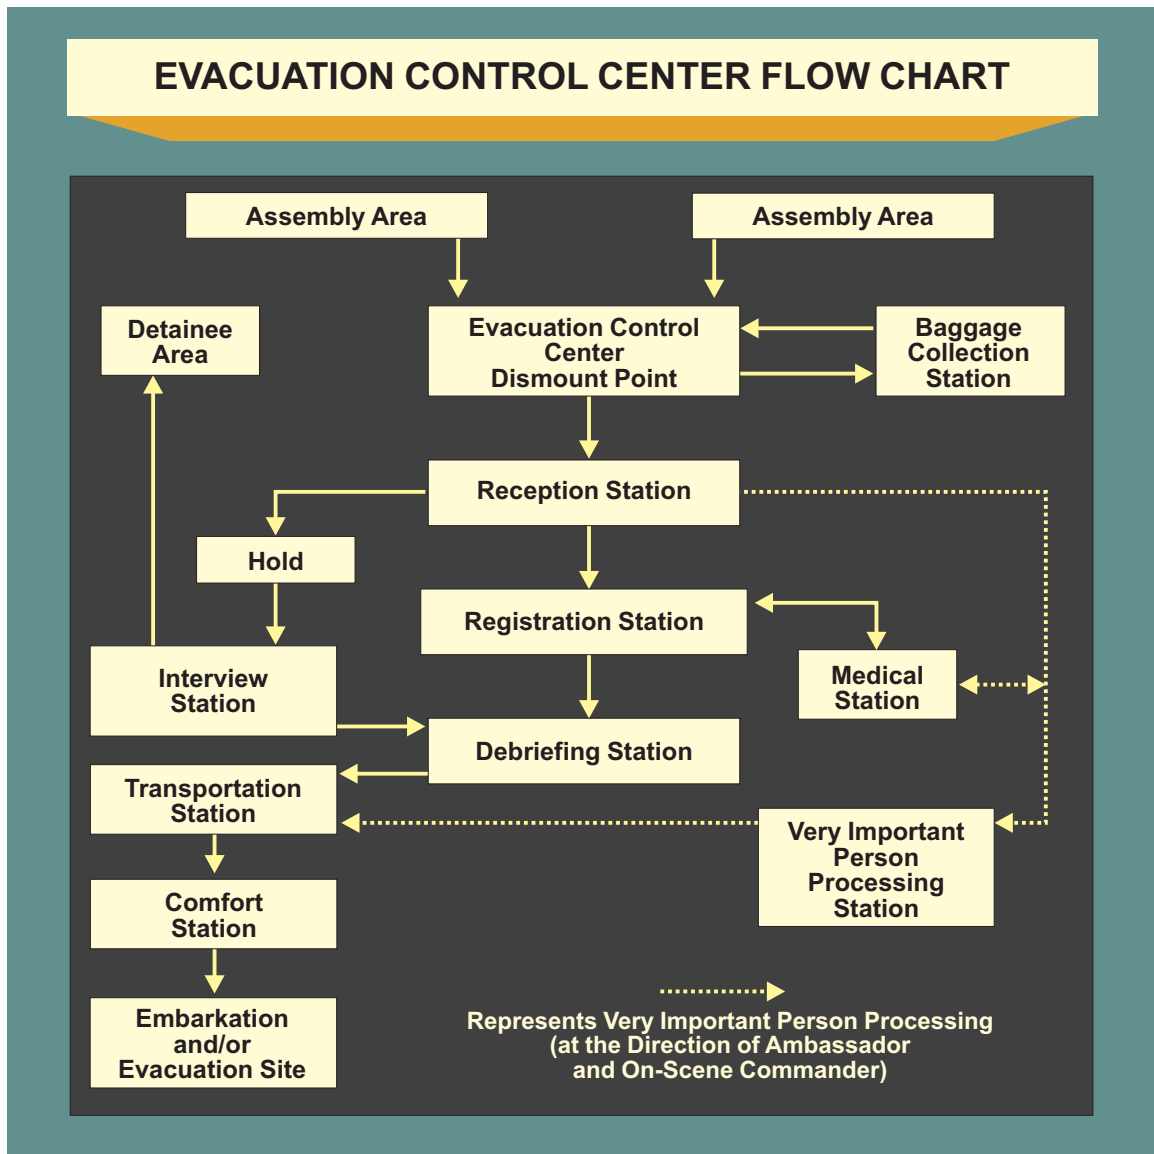 EVACUATION CONTROL CENTER FLOW CHART
Assembly Area
Assembly Area
Detainee
Area
Evacuation Control
Center
Dismount Point
Baggage
Collection
Station
Reception Station
Hold
Registration Station
Interview
Station
Medical
Station
Debriefing Station
Transportation
Station
Very Important
Person
Processing
Station
Comfort
Station
Embarkation
and/or
Evacuation Site
Represents Very Important Person Processing
(at the Direction of Ambassador
and On-Scene Commander)